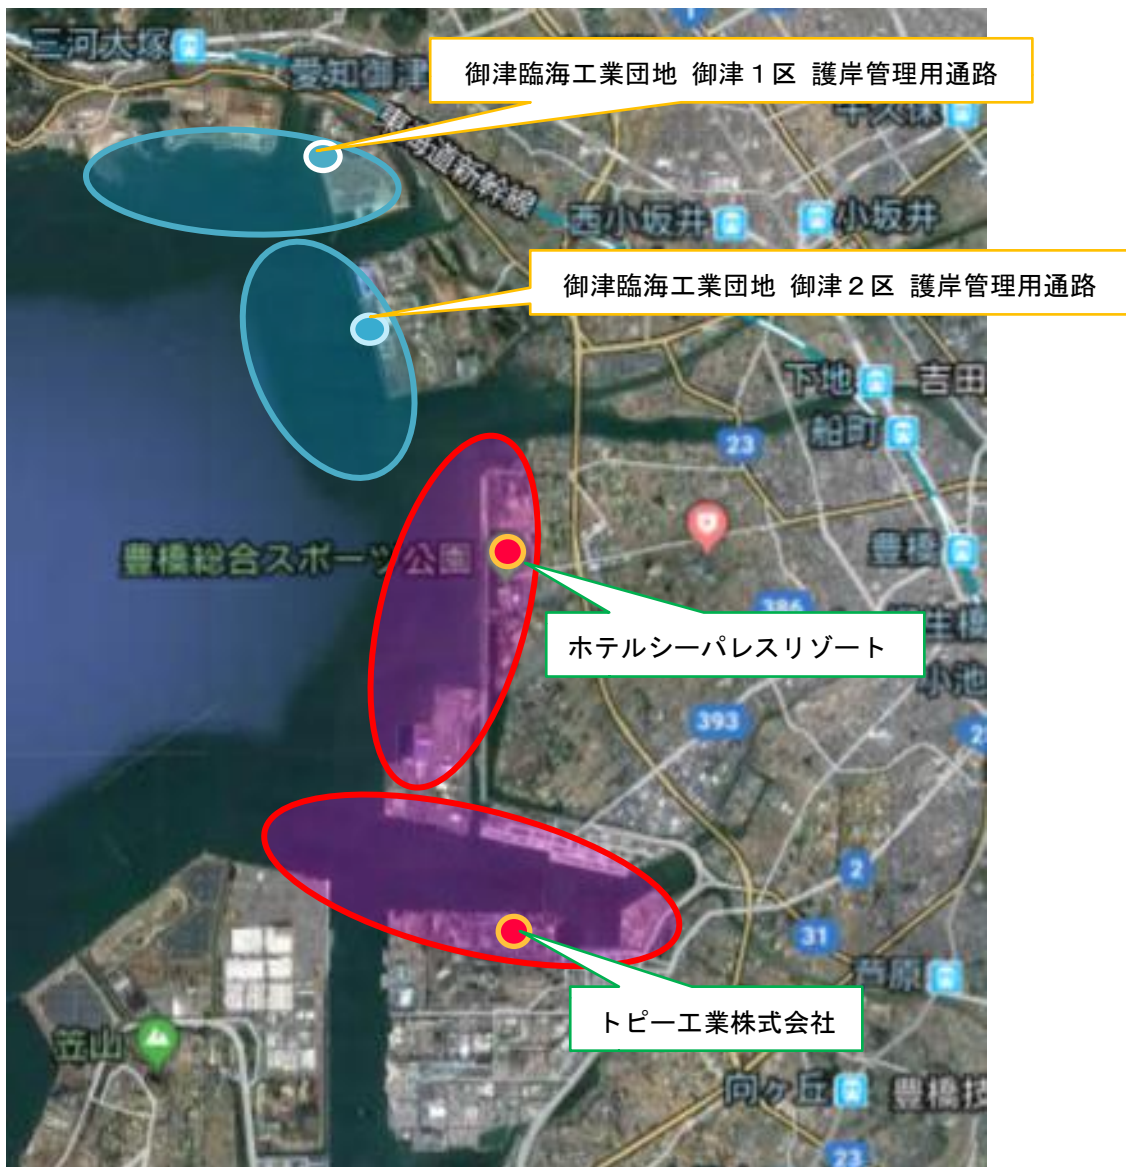 三河大塚
愛知御津
御津臨海工業団地 御津１区 護岸管理用通路
牛久保
東海道新幹線
西小坂井
小坂井
御津臨海工業団地 御津２区 護岸管理用通路
下地
吉田
船町
23
豊橋総合スポーツ公園
豊橋
386
ホテルシーパレスリゾート
小池
393
2
31
芦原
トピー工業株式会社
笠山
向ヶ丘
豊橋技
23